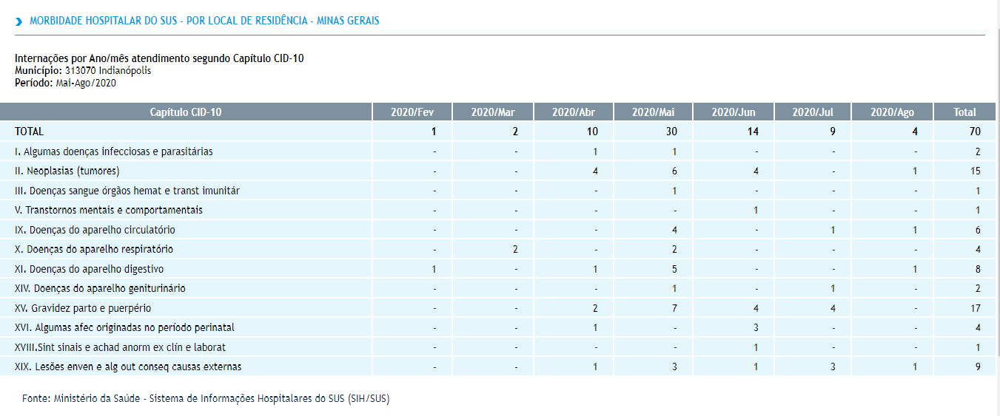 MORBIDADE HOSPITALAR DO SUS - POR LOCAL DE RESIDÊNCIA - MINAS GERAIS
Internações por Ano/mês atendimento segundo Capítulo CID-10
Município: 313070 Indianópolis
Período: Mai-Ago/2020
Capítulo CID-10 2020/Fev 2020/Mar 2020/Abr 2020/Mai 2020/Jun 2020/Jul 2020/Ago Total
TOTAL 1 2 10 30 14 9 4 70
I. Algumas doenças infecciosas e parasitárias - - 1 1 - - - 2
II. Neoplasias (tumores) - - 4 6 4 - 1 15
III. Doenças sangue órgãos hemat e transt imunitár - - - 1 - - - 1
V. Transtornos mentais e comportamentais - - - - 1 - - 1
IX. Doenças do aparelho circulatório - - - 4 - 1 1 6
X. Doenças do aparelho respiratório - 2 - 2 - - - 4
XI. Doenças do aparelho digestivo 1 - 1 5 - - 1 8
XIV. Doenças do aparelho geniturinário - - - 1 - 1 - 2
XV. Gravidez parto e puerpério - - 2 7 4 4 - 17
XVI. Algumas afec originadas no período perinatal - - 1 - 3 - - 4
XVIII.Sint sinais e achad anorm ex clín e laborat - - - - 1 - - 1
XIX. Lesões enven e alg out conseq causas externas - - 1 3 1 3 1 9
Fonte: Ministério da Saúde - Sistema de Informações Hospitalares do SUS (SIH/SUS)